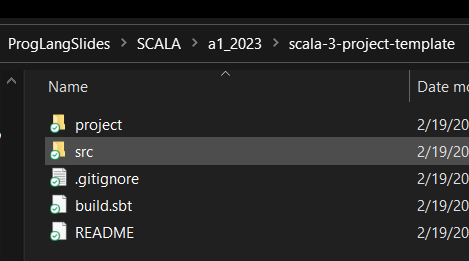 ProgLangSlides > SCALA > a1_2023 > scala-3-project-template
Name Date mo
project 2/19/20
src 2/19/20
.gitignore 2/19/20
build.sbt 2/19/20
README 2/19/20